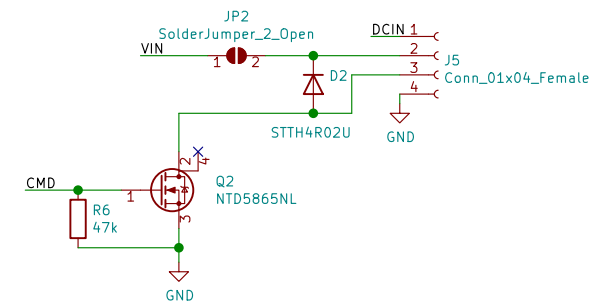 JP2
SolderJumper_2_Open
DCIN
1
VIN
1
2
2
J5
D2
3
Conn_01x04_Female
4
STTH4R02U
GND
2
4
Q2
CMD
1
NTD5865NL
R6
3
47k
GND